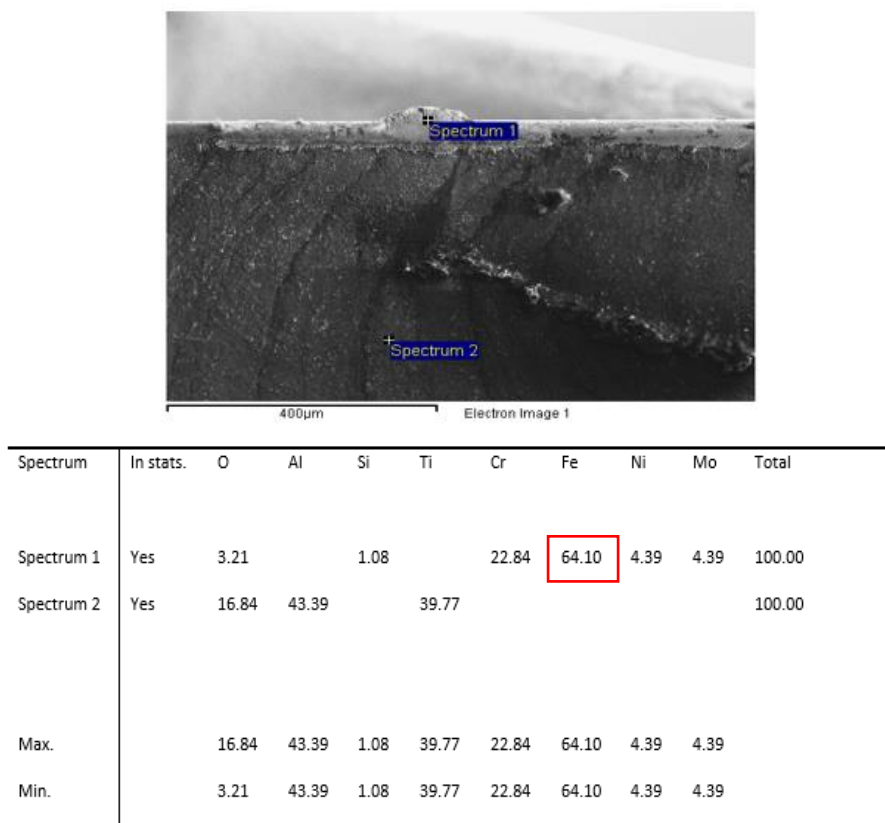 Spectrum 1
Spectrum 2
400µm Electron Image 1
Spectrum In stats. O Al Si Ti Cr Fe Ni Mo Total
Spectrum 1 Yes 3.21 1.08 22.84 64.10 4.39 4.39 100.00
Spectrum 2 Yes 16.84 43.39 39.77 100.00
Max. 16.84 43.39 1.08 39.77 22.84 64.10 4.39 4.39
Min. 3.21 43.39 1.08 39.77 22.84 64.10 4.39 4.39